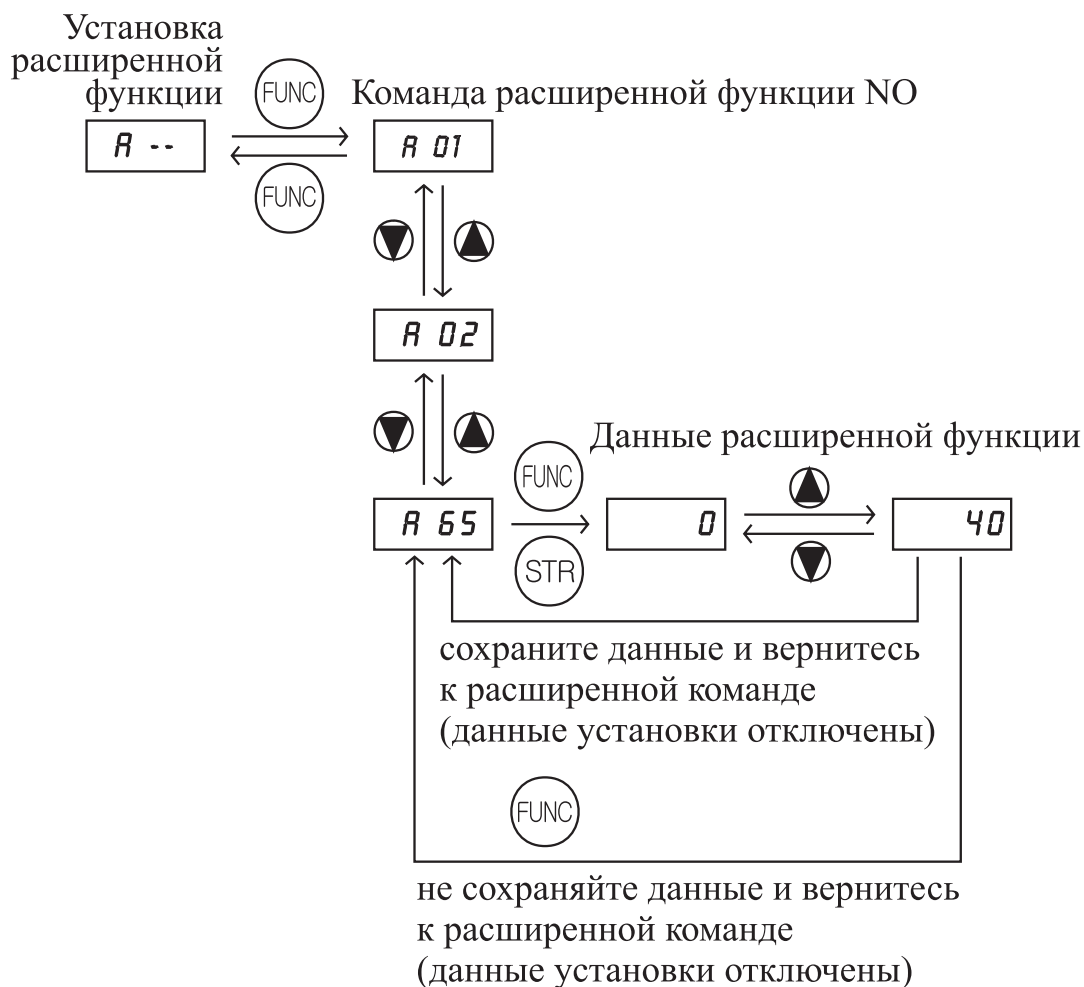 Установка
расширенной
функции
FUNC
Команда расширенной функции NO
A --
A 01
FUNC
A 02
Данные расширенной функции
FUNC
A 65
0
40
STR
сохраните данные и вернитесь
к расширенной команде
(данные установки отключены)
FUNC
не сохраняйте данные и вернитесь
к расширенной команде
(данные установки отключены)